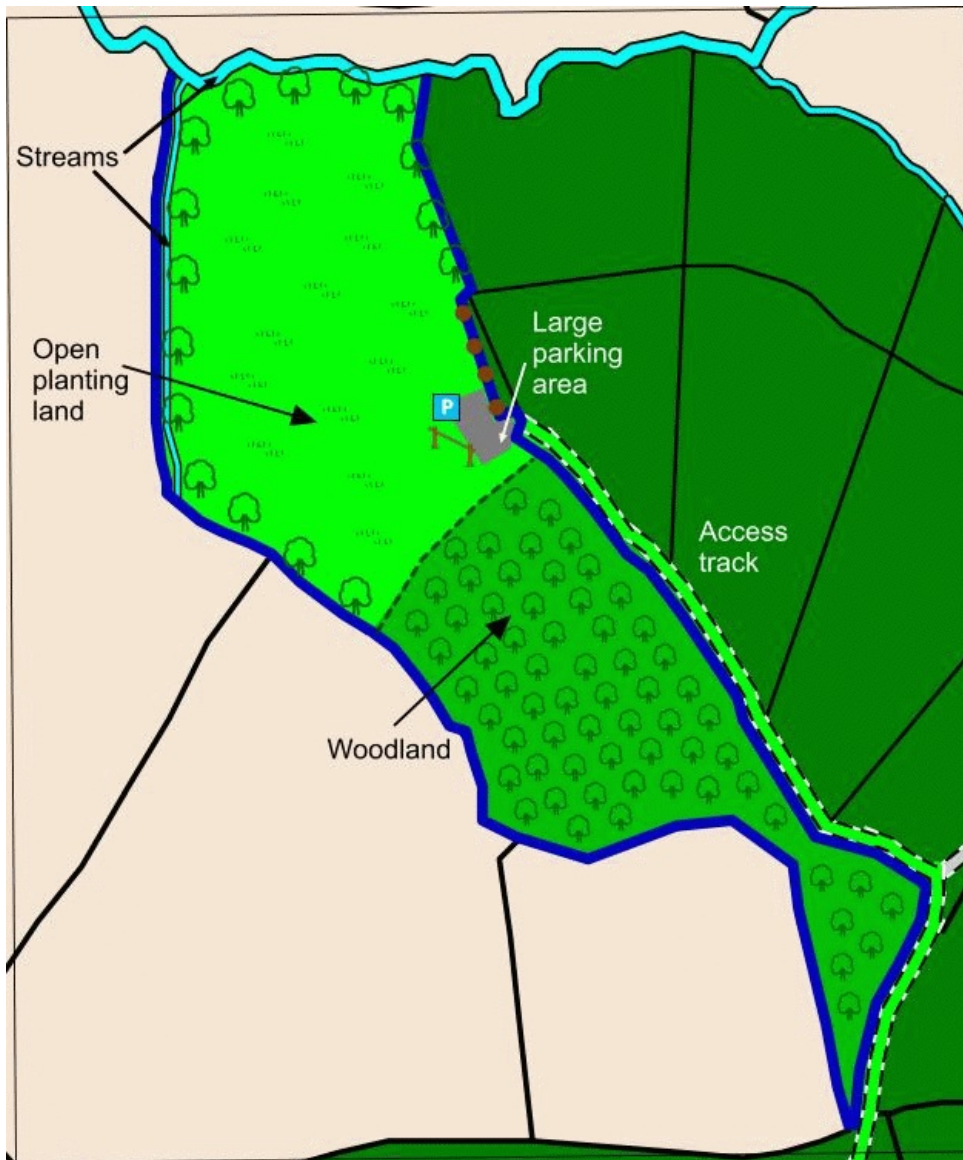 Streams
Large
parking
area
Open
planting
land
P
Access
track
Woodland